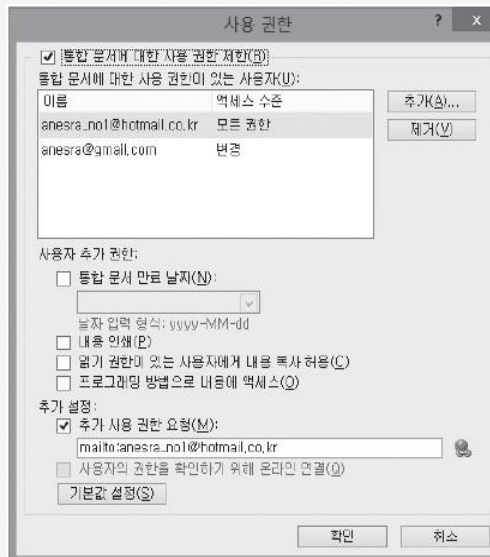 사용 권한
? x
통합 문서에 대한 사용 권한 제한(R)
통합 문서에 대한 사용 권한이 있는 사용자(U):
이름 액세스 수준 추가(A)...
anesra_no1@hotmail.co.kr 모든 권한 제거(V)
anesra@gmail.com 변경
사용자 추가 권한:
통합 문서 만료 날짜(N):
날짜 입력 형식: yyyy-MM-dd
내용 인쇄(P)
읽기 권한이 있는 사용자에게 내용 복사 허용(C)
프로그래밍 방법으로 내용에 액세스(O)
추가 설정:
추가 사용 권한 요청(M):
mailto:anesra_no1@hotmail.co.kr
사용자의 권한을 확인하기 위해 온라인 연결(Q)
기본값 설정(S)
확인 취소